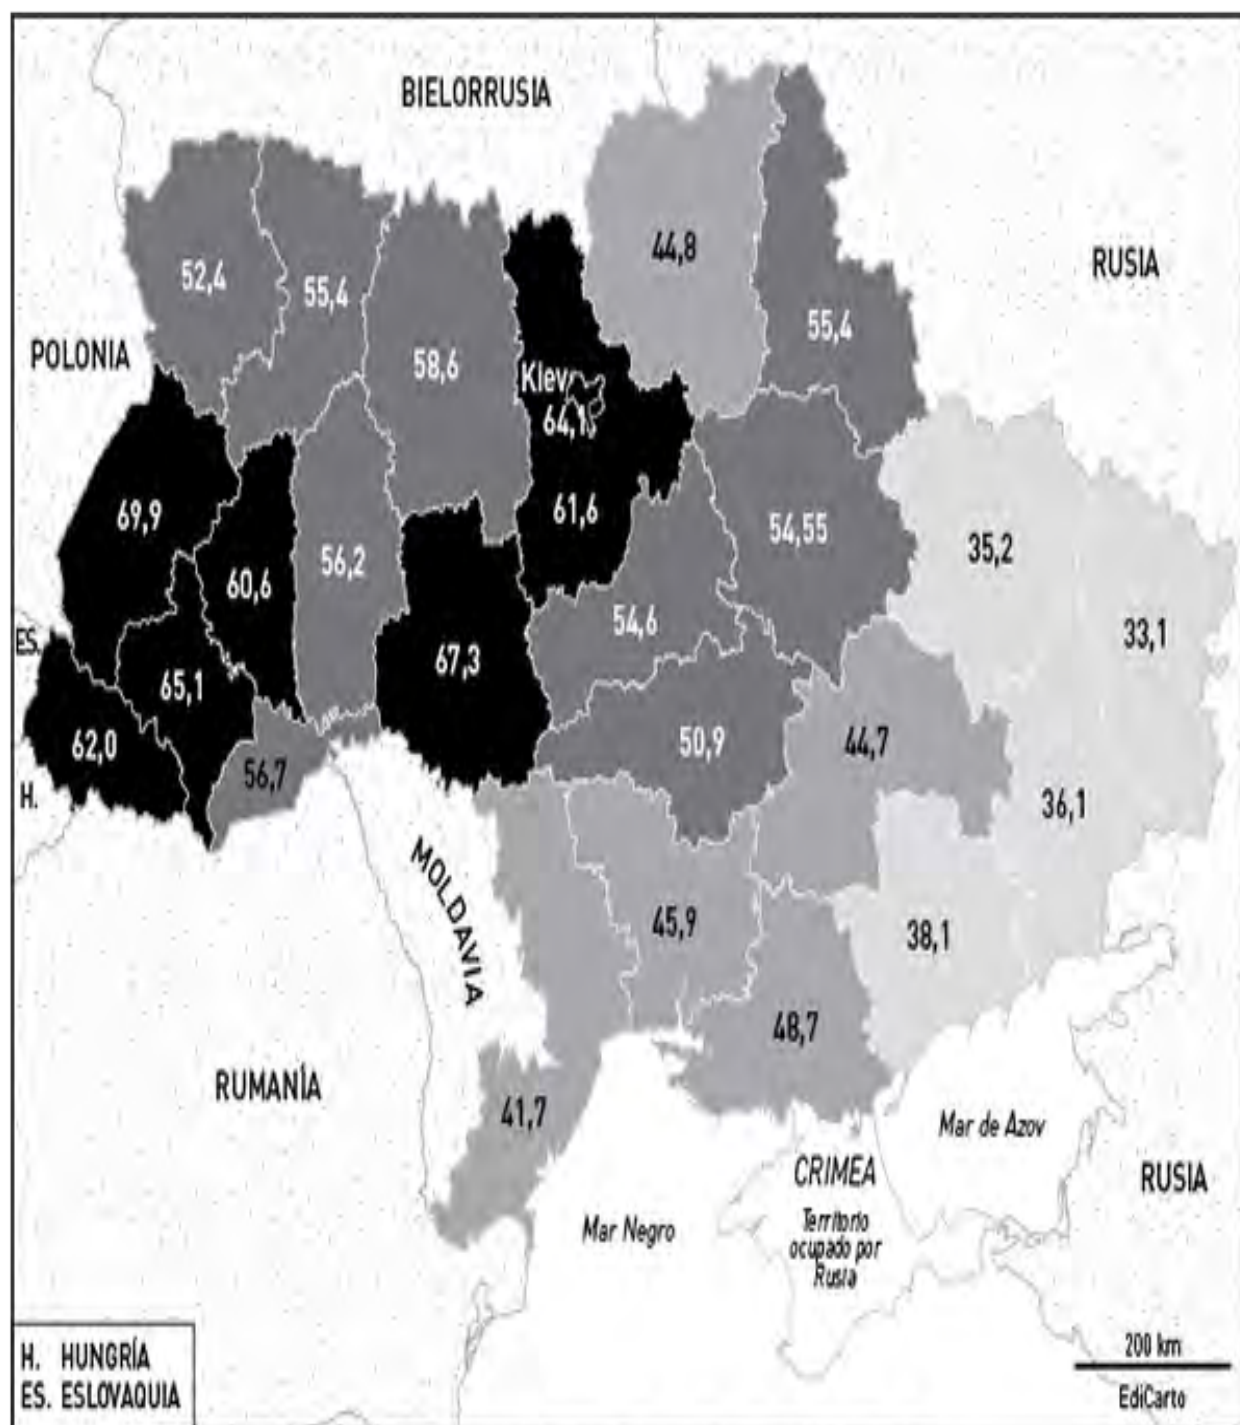 BIELORRUSIA
44,8
RUSIA
52,4
55,4
55,4
POLONIA
58,6
Kiev
64,1
69,9
61,6
54,55
35,2
56,2
60,6
54,6
33,1
ES.
67,3
65,1
62,0
50,9
44,7
56,7
H.
36,1
MOLDAVIA
45,9
38,1
48,7
RUMANÍA
41,7
Mar de Azov
CRIMEA
RUSIA
Mar Negro
Territorio
ocupado por
Rusia
H. HUNGRÍA
ES. ESLOVAQUIA
200 km
EdiCarto